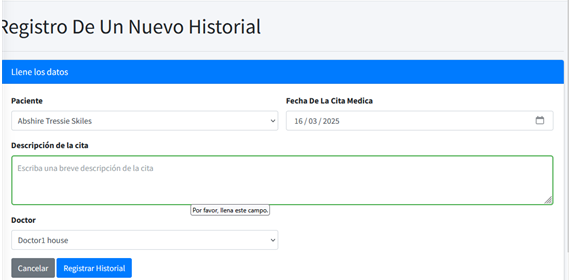 Registro De Un Nuevo Historial
Llene los datos
Paciente
Fecha De La Cita Medica
Abshire Tressie Skiles
16 / 03 / 2025
Descripción de la cita
Escriba una breve descripción de la cita
Por favor, llena este campo.
Doctor
Doctor1 house
Cancelar
Registrar Historial